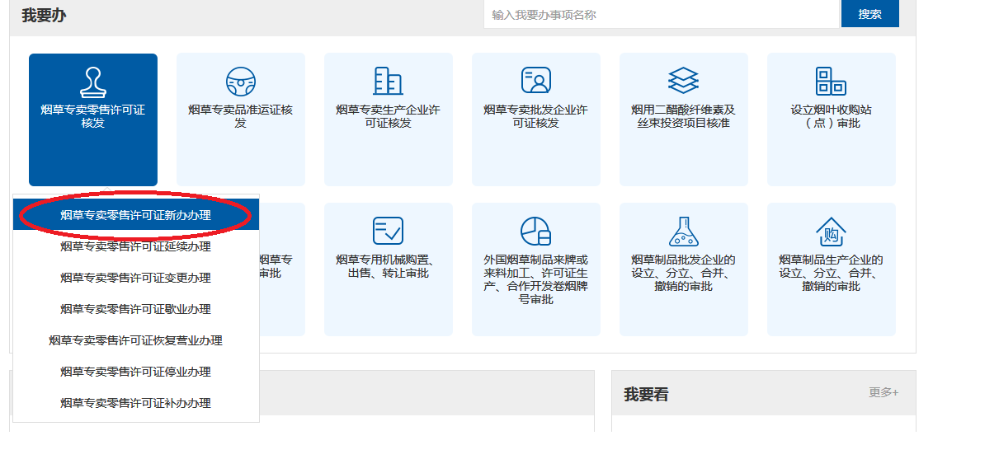 我要办
输入我要办事项名称
搜索
烟草专卖零售许可证
核发
烟草专卖品准运证核
发
烟草专卖生产企业许
可证核发
烟草专卖批发企业许
可证核发
烟用二醋酸纤维素及
丝束投资项目核准
设立烟叶收购站
（点）审批
烟草专卖零售许可证新办办理
烟草专卖零售许可证延续办理
烟草专卖零售许可证变更办理
烟草专卖零售许可证歇业办理
烟草专卖零售许可证恢复营业办理
烟草专卖零售许可证停业办理
烟草专卖零售许可证补办办理
烟草专
审批
烟草专用机械购置、
出售、转让审批
外国烟草制品来牌或
来料加工、许可证生
产、合作开发卷烟牌
号审批
烟草制品批发企业的
设立、分立、合并、
撤销的审批
购
烟草制品生产企业的
设立、分立、合并、
撤销的审批
我要看
更多+